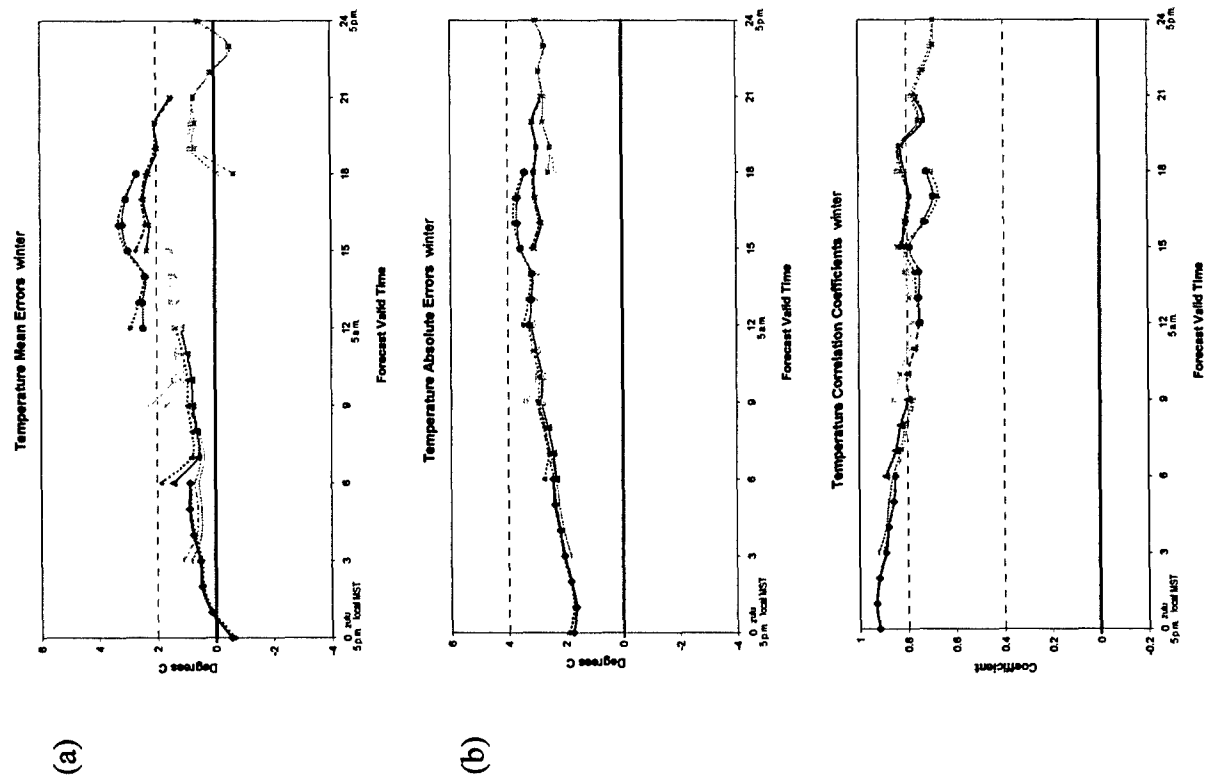 (a)
Temperature Mean Errors winter
Degrees C
6
4
2
0
-2
-4
0 zulu 3 6 9 12 15 18 21 24
5 p.m. local MST 5 a.m. 5 p.m.
Forecast Valid Time
(b)
Temperature Absolute Errors winter
Degrees C
6
4
2
0
-2
-4
0 zulu 3 6 9 12 15 18 21 24
5 p.m. local MST 5 a.m. 5 p.m.
Forecast Valid Time
Temperature Correlation Coefficients winter
Coefficient
1
0.8
0.6
0.4
0.2
0
-0.2
0 zulu 3 6 9 12 15 18 21 24
5 p.m. local MST 5 a.m. 5 p.m.
Forecast Valid Time